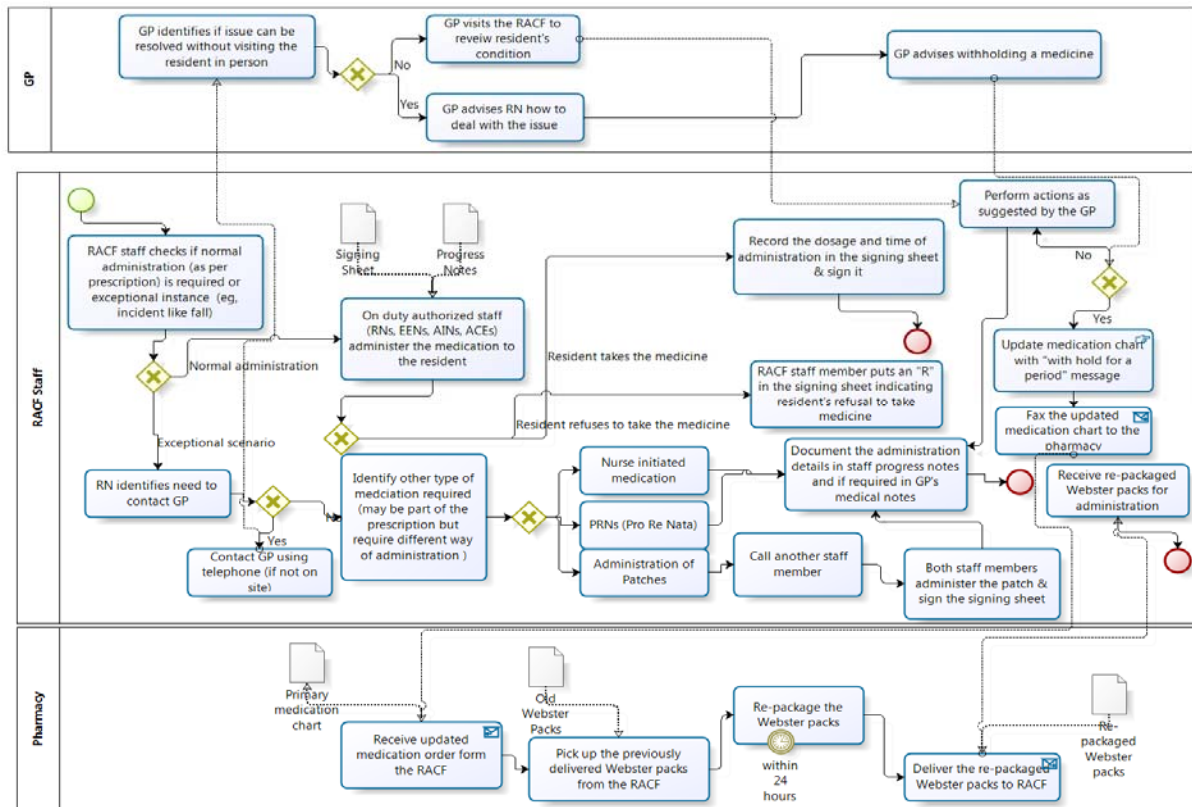 GP
GP identifies if issue can be
resolved without visiting the
resident in person
No
Yes
GP visits the RACF to
reveiw resident's
condition
GP advises RN how to
deal with the issue
GP advises withholding a medicine
RACF Staff
RACF staff checks if normal
administration (as per
prescription) is required or
exceptional instance (eg,
incident like fall)
Normal administration
Exceptional scenario
RN identifies need to
contact GP
Yes
Contact GP using
telephone (if not on
site)
Signing
Sheet
Progress
Notes
On duty authorized staff
(RNs, EENs, AINs, ACEs)
administer the medication to
the resident
Resident takes the medicine
Resident refuses to take the medicine
Record the dosage and time of
administration in the signing sheet
& sign it
RACF staff member puts an "R"
in the signing sheet indicating
resident's refusal to take
medicine
Identify other type of
medciation required
(may be part of the
prescription but
require different way
of administration )
Nurse initiated
medication
PRNs (Pro Re Nata)
Administration of
Patches
Call another staff
member
Both staff members
administer the patch &
sign the signing sheet
Document the administration
details in staff progress notes
and if required in GP's
medical notes
Perform actions as
suggested by the GP
No
Yes
Update medication chart
with "with hold for a
period" message
Fax the updated
medication chart to the
pharmacy
Receive re-packaged
Webster packs for
administration
Pharmacy
Primary
medication
chart
Receive updated
medication order form
the RACF
Old
Webster
Packs
Pick up the previously
delivered Webster packs
from the RACF
Re-package the
Webster packs
within
24
hours
Deliver the re-packaged
Webster packs to RACF
Re-
packaged
Webster
packs